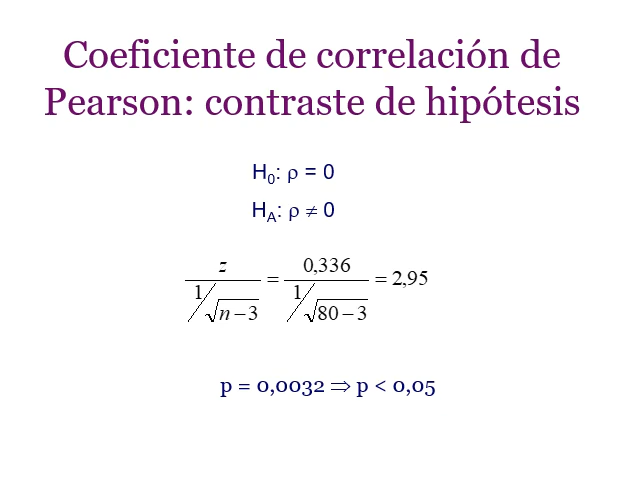 Coeficiente de correlación de
Pearson: contraste de hipótesis
H₀: ρ = 0
H_A: ρ ≠ 0
z / (1/√(n − 3)) = 0,336 / (1/√(80 − 3)) = 2,95
p = 0,0032 ⇒ p < 0,05